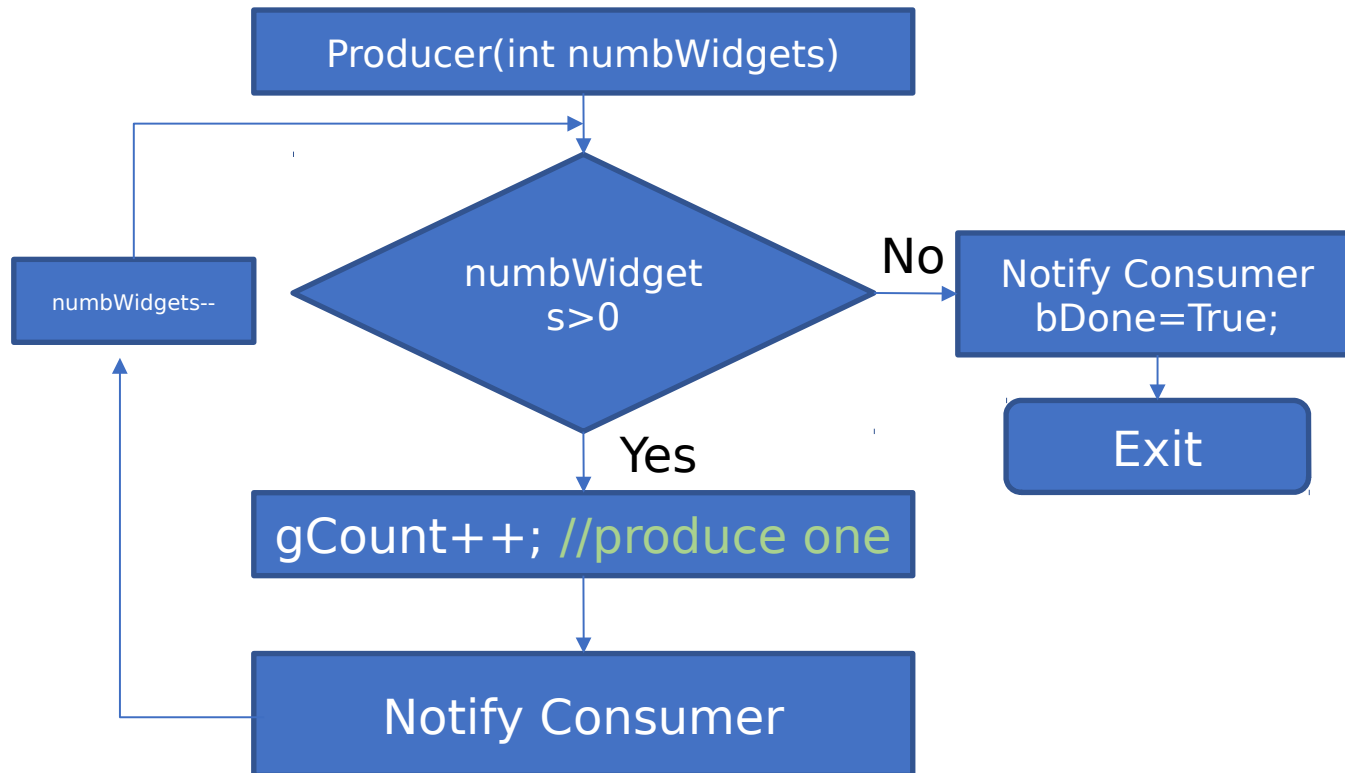 Producer(int numbWidgets)
numbWidget
s>0
No
Notify Consumer
bDone=True;
numbWidgets--
Exit
Yes
gCount++; //produce one
Notify Consumer